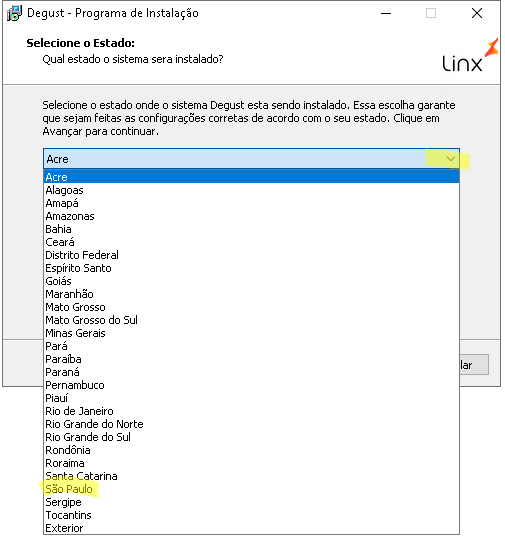 Degust - Programa de Instalação
Selecione o Estado:
Qual estado o sistema sera instalado?
Linx
Selecione o estado onde o sistema Degust esta sendo instalado. Essa escolha garante
que sejam feitas as configurações corretas de acordo com o seu estado. Clique em
Avançar para continuar.
Acre
Acre
Alagoas
Amapá
Amazonas
Bahia
Ceará
Distrito Federal
Espírito Santo
Goiás
Maranhão
Mato Grosso
Mato Grosso do Sul
Minas Gerais
Pará
Paraíba
Paraná
Pernambuco
Piauí
Rio de Janeiro
Rio Grande do Norte
Rio Grande do Sul
Rondônia
Roraima
Santa Catarina
São Paulo
Sergipe
Tocantins
Exterior
lar